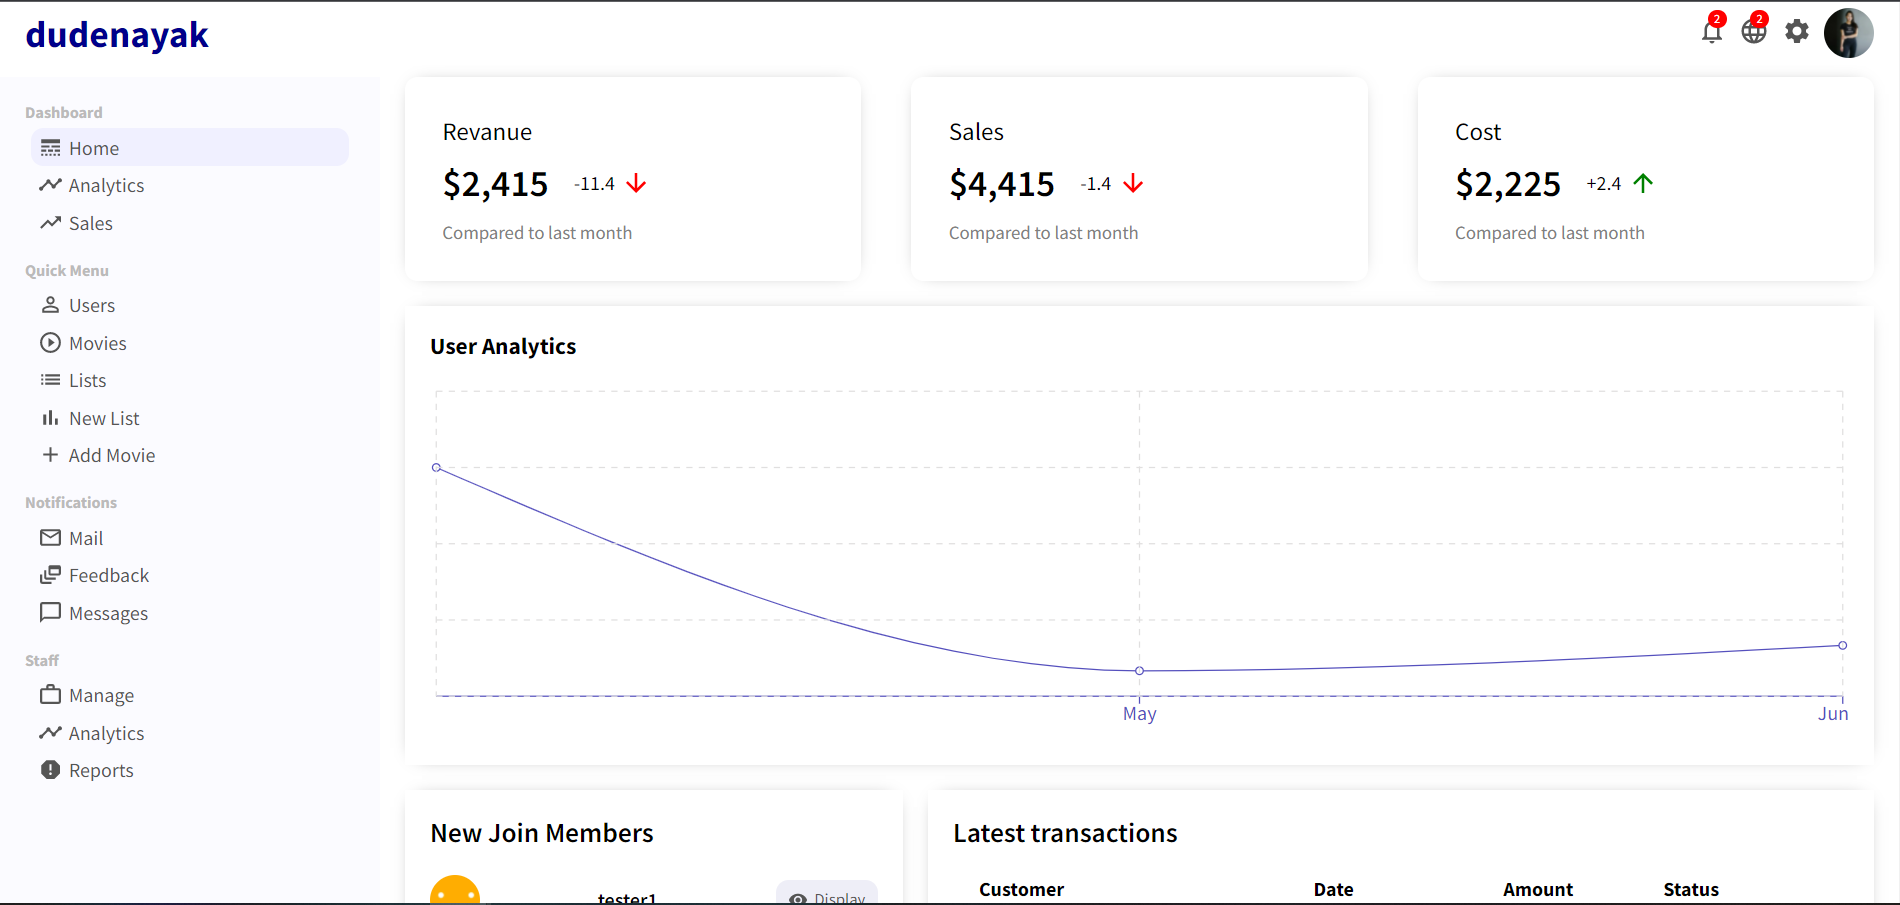 dudenayak
2
2
Dashboard
Home
Analytics
Sales
Quick Menu
Users
Movies
Lists
New List
Add Movie
Notifications
Mail
Feedback
Messages
Staff
Manage
Analytics
Reports
Revanue
$2,415 -11.4
Compared to last month
Sales
$4,415 -1.4
Compared to last month
Cost
$2,225 +2.4
Compared to last month
User Analytics
May
Jun
New Join Members
tester1
Display
Latest transactions
Customer Date Amount Status